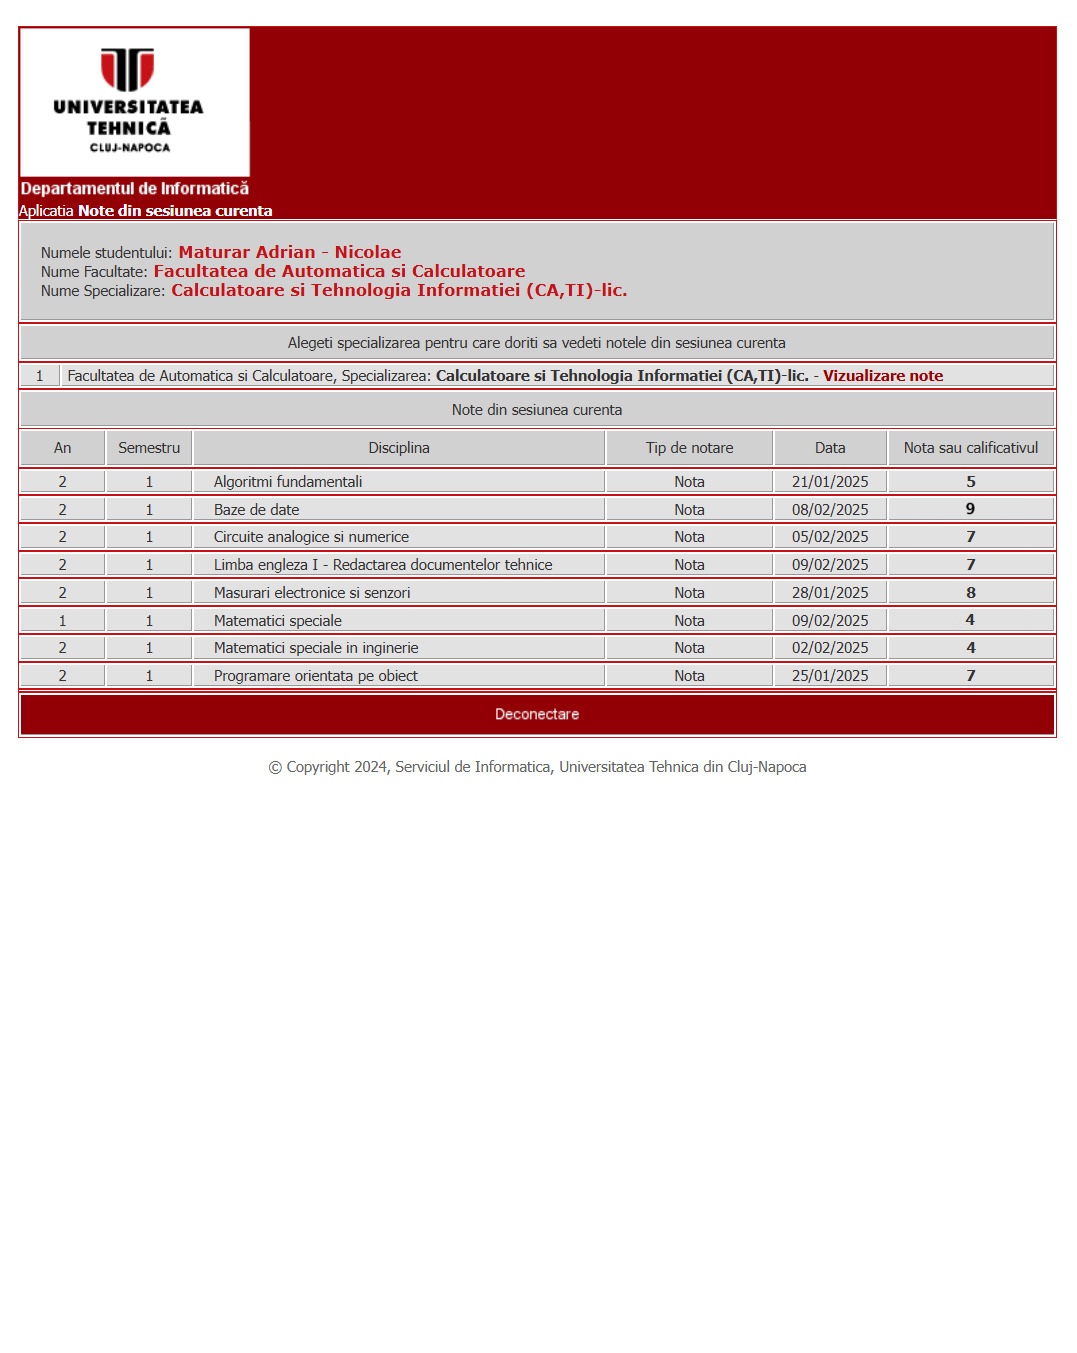 UNIVERSITATEA
TEHNICĂ
CLUJ-NAPOCA
Departamentul de Informatică
Aplicatia Note din sesiunea curenta
Numele studentului: Maturar Adrian - Nicolae
Nume Facultate: Facultatea de Automatica si Calculatoare
Nume Specializare: Calculatoare si Tehnologia Informatiei (CA,TI)-lic.
Alegeti specializarea pentru care doriti sa vedeti notele din sesiunea curenta
1 Facultatea de Automatica si Calculatoare, Specializarea: Calculatoare si Tehnologia Informatiei (CA,TI)-lic. - Vizualizare note
Note din sesiunea curenta
An Semestru Disciplina Tip de notare Data Nota sau calificativul
2 1 Algoritmi fundamentali Nota 21/01/2025 5
2 1 Baze de date Nota 08/02/2025 9
2 1 Circuite analogice si numerice Nota 05/02/2025 7
2 1 Limba engleza I - Redactarea documentelor tehnice Nota 09/02/2025 7
2 1 Masurari electronice si senzori Nota 28/01/2025 8
1 1 Matematici speciale Nota 09/02/2025 4
2 1 Matematici speciale in inginerie Nota 02/02/2025 4
2 1 Programare orientata pe obiect Nota 25/01/2025 7
Deconectare
© Copyright 2024, Serviciul de Informatica, Universitatea Tehnica din Cluj-Napoca